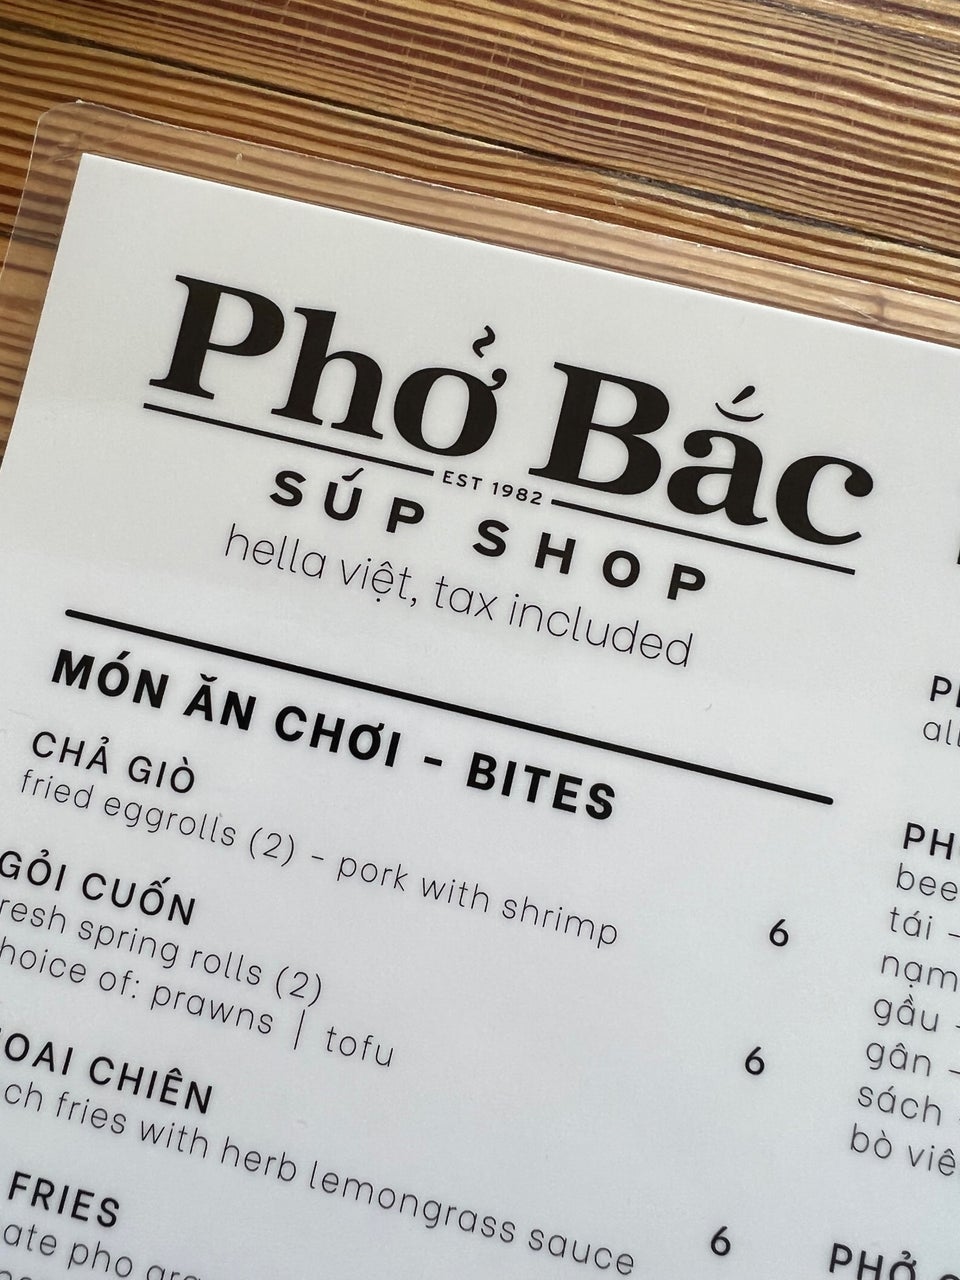 Phở Bắc
EST 1982
SÚP SHOP
hella việt, tax included
MÓN ĂN CHƠI - BITES
CHẢ GIÒ
fried eggrolls (2) - pork with shrimp 6
GỎI CUỐN
resh spring rolls (2)
hoice of: prawns | tofu 6
OAI CHIÊN
ch fries with herb lemongrass sauce 6
FRIES
ate pho
PH
bee
tái -
nạm
gầu -
gân -
sách
bò viê
PHỞ